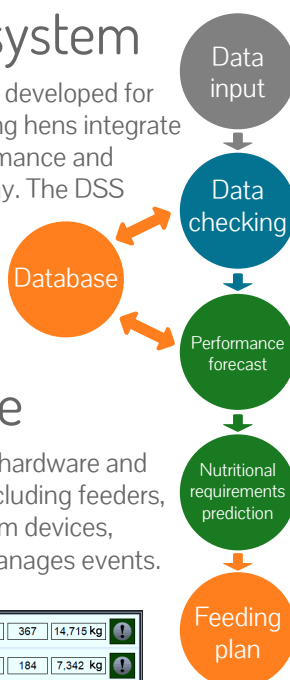 system
developed for
ng hens integrate
mance and
y. The DSS
Data
input
Data
checking
Database
Performance
forecast
Nutritional
requirements
prediction
Feeding
plan
e
hardware and
cluding feeders,
m devices,
anages events.
367 14,715 kg
184 7,342 kg